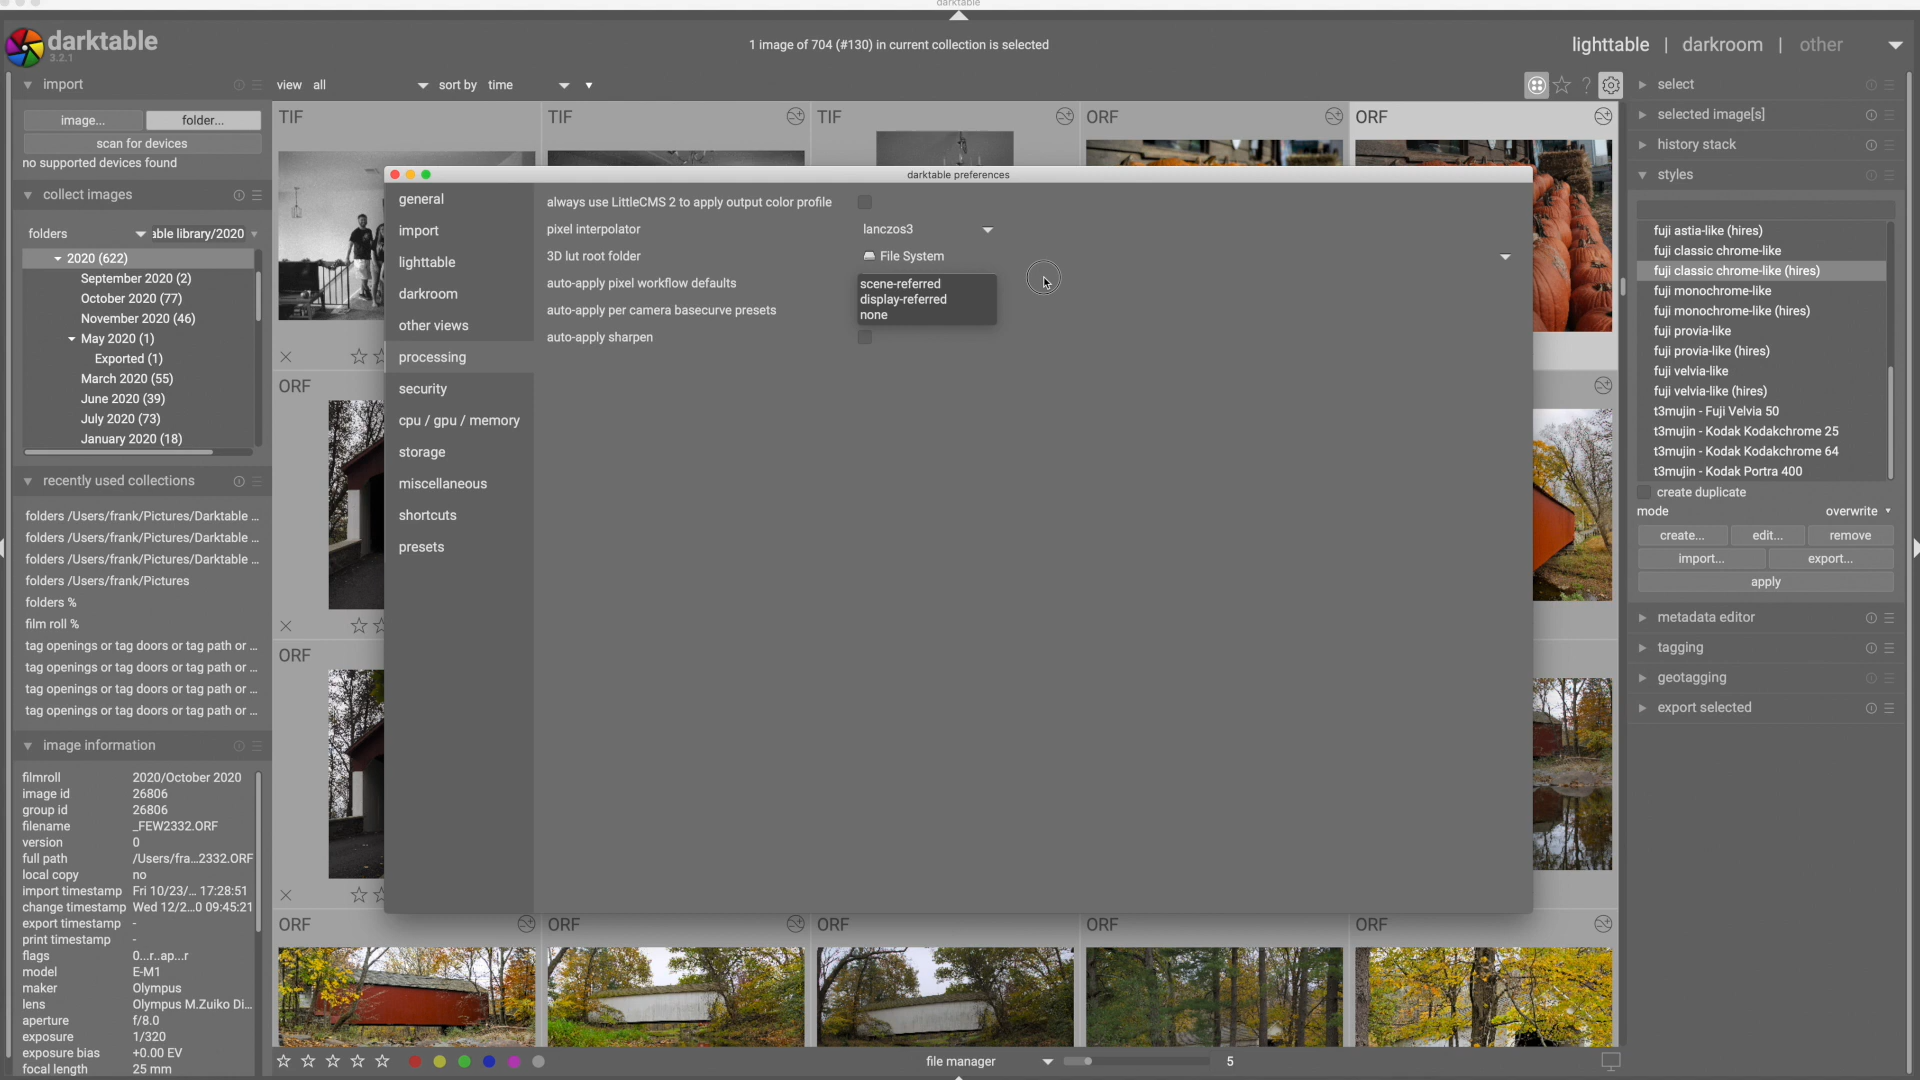 darktable
darktable
3.2.1
1 image of 704 (#130) in current collection is selected
lighttable | darkroom | other
import
image...
folder...
scan for devices
no supported devices found
collect images
folders
able library/2020
2020 (622)
September 2020 (2)
October 2020 (77)
November 2020 (46)
May 2020 (1)
Exported (1)
March 2020 (55)
June 2020 (39)
July 2020 (73)
January 2020 (18)
recently used collections
folders /Users/frank/Pictures/Darktable ...
folders /Users/frank/Pictures/Darktable ...
folders /Users/frank/Pictures/Darktable ...
folders /Users/frank/Pictures
folders %
film roll %
tag openings or tag doors or tag path or ...
tag openings or tag doors or tag path or ...
tag openings or tag doors or tag path or ...
tag openings or tag doors or tag path or ...
image information
filmroll 2020/October 2020
image id 26806
group id 26806
filename _FEW2332.ORF
version 0
full path /Users/fra...2332.ORF
local copy no
import timestamp Fri 10/23/... 17:28:51
change timestamp Wed 12/2...0 09:45:21
export timestamp -
print timestamp -
flags 0...r..ap...r
model E-M1
maker Olympus
lens Olympus M.Zuiko Di...
aperture f/8.0
exposure 1/320
exposure bias +0.00 EV
focal length 25 mm
view all
sort by time
?
TIF
TIF
TIF
ORF
ORF
ORF
ORF
ORF
ORF
ORF
ORF
ORF
darktable preferences
general
import
lighttable
darkroom
other views
processing
security
cpu / gpu / memory
storage
miscellaneous
shortcuts
presets
always use LittleCMS 2 to apply output color profile
pixel interpolator lanczos3
3D lut root folder File System
auto-apply pixel workflow defaults
auto-apply per camera basecurve presets
auto-apply sharpen
scene-referred
display-referred
none
file manager
5
select
selected image[s]
history stack
styles
fuji astia-like (hires)
fuji classic chrome-like
fuji classic chrome-like (hires)
fuji monochrome-like
fuji monochrome-like (hires)
fuji provia-like
fuji provia-like (hires)
fuji velvia-like
fuji velvia-like (hires)
t3mujin - Fuji Velvia 50
t3mujin - Kodak Kodakchrome 25
t3mujin - Kodak Kodakchrome 64
t3mujin - Kodak Portra 400
create duplicate
mode overwrite
create...
edit...
remove
import...
export...
apply
metadata editor
tagging
geotagging
export selected